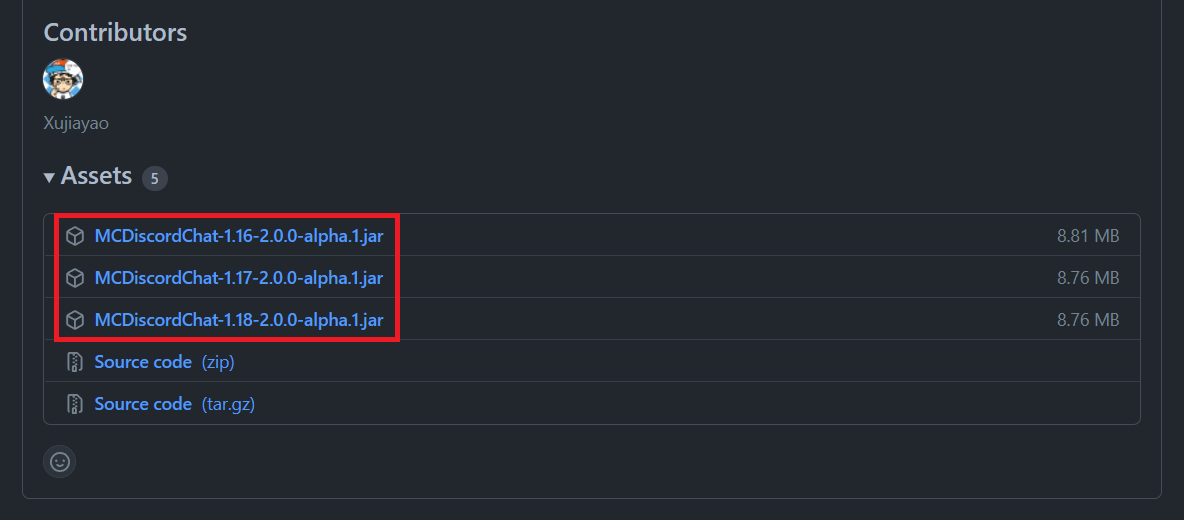 Contributors
Xujiayao
Assets 5
MCDiscordChat-1.16-2.0.0-alpha.1.jar 8.81 MB
MCDiscordChat-1.17-2.0.0-alpha.1.jar 8.76 MB
MCDiscordChat-1.18-2.0.0-alpha.1.jar 8.76 MB
Source code (zip)
Source code (tar.gz)